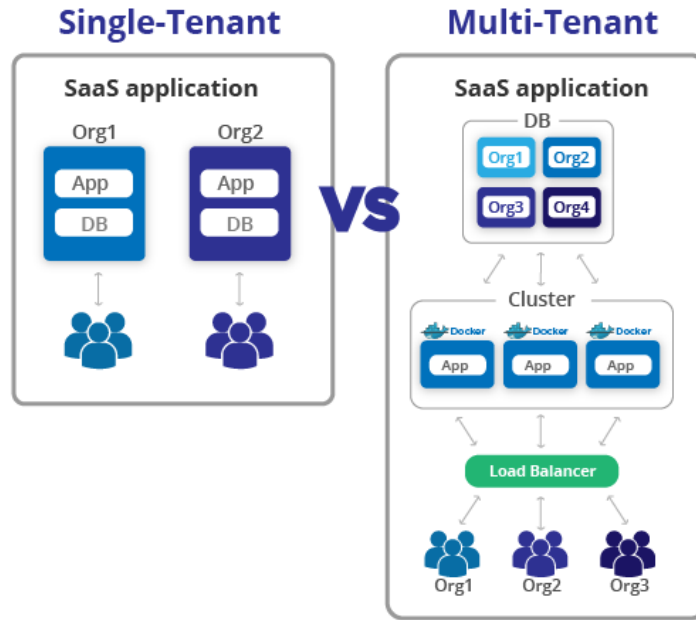 Single-Tenant
SaaS application
Org1 Org2
App App
DB DB
VS
Multi-Tenant
SaaS application
DB
Org1 Org2
Org3 Org4
Cluster
Docker Docker Docker
App App App
Load Balancer
Org1 Org2 Org3